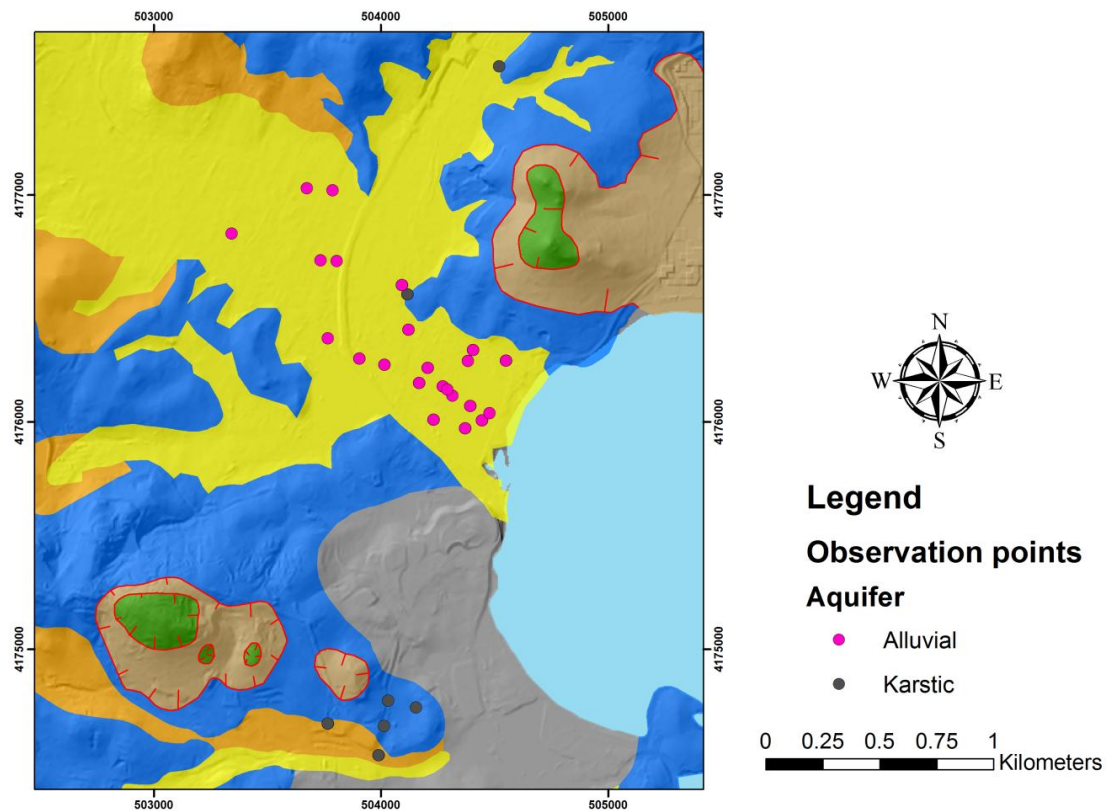 503000 504000 505000
4177000 4177000
4176000 4176000
4175000 4175000
503000 504000 505000
N
W E
S
Legend
Observation points
Aquifer
Alluvial
Karstic
0 0.25 0.5 0.75 1
Kilometers